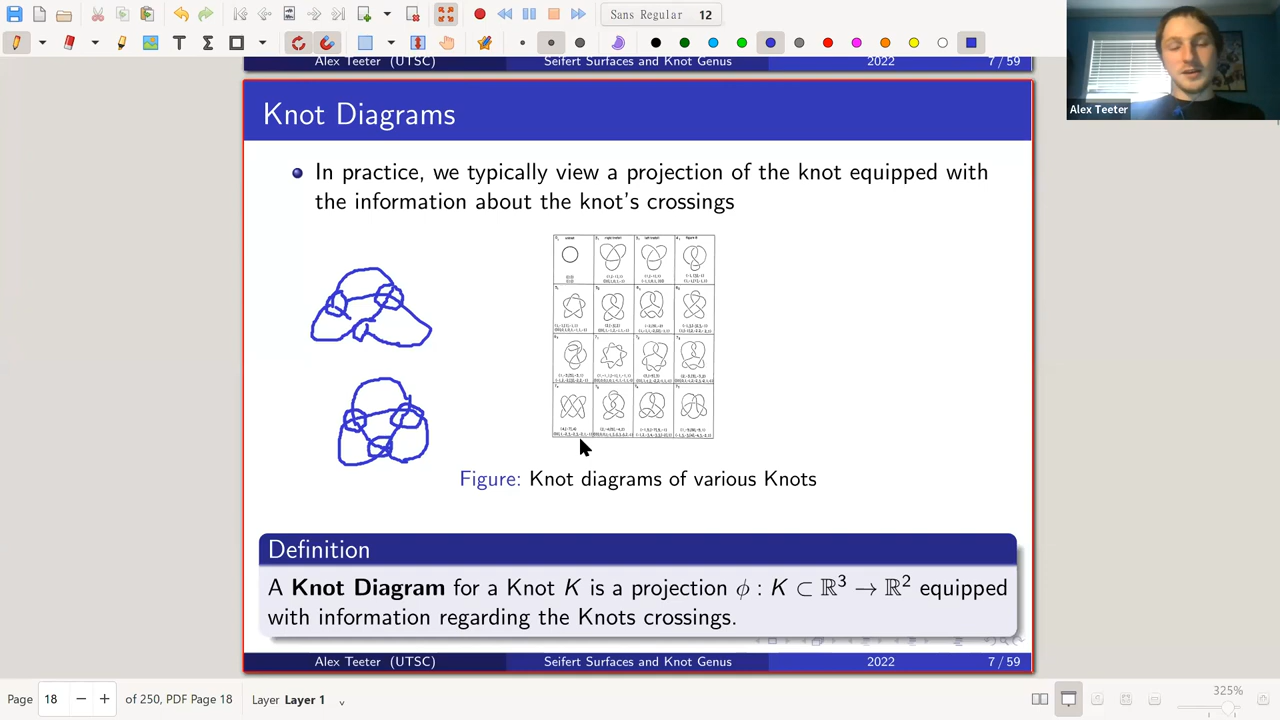 Sans Regular 12
Alex Teeter (UTSC) Seifert Surfaces and Knot Genus 2022 7 / 59
Alex Teeter
Knot Diagrams
In practice, we typically view a projection of the knot equipped with
the information about the knot's crossings
Figure: Knot diagrams of various Knots
Definition
A Knot Diagram for a Knot K is a projection ϕ : K ⊂ ℝ³ → ℝ² equipped
with information regarding the Knots crossings.
Alex Teeter (UTSC) Seifert Surfaces and Knot Genus 2022 7 / 59
Page 18 of 250, PDF Page 18 Layer Layer 1 325%